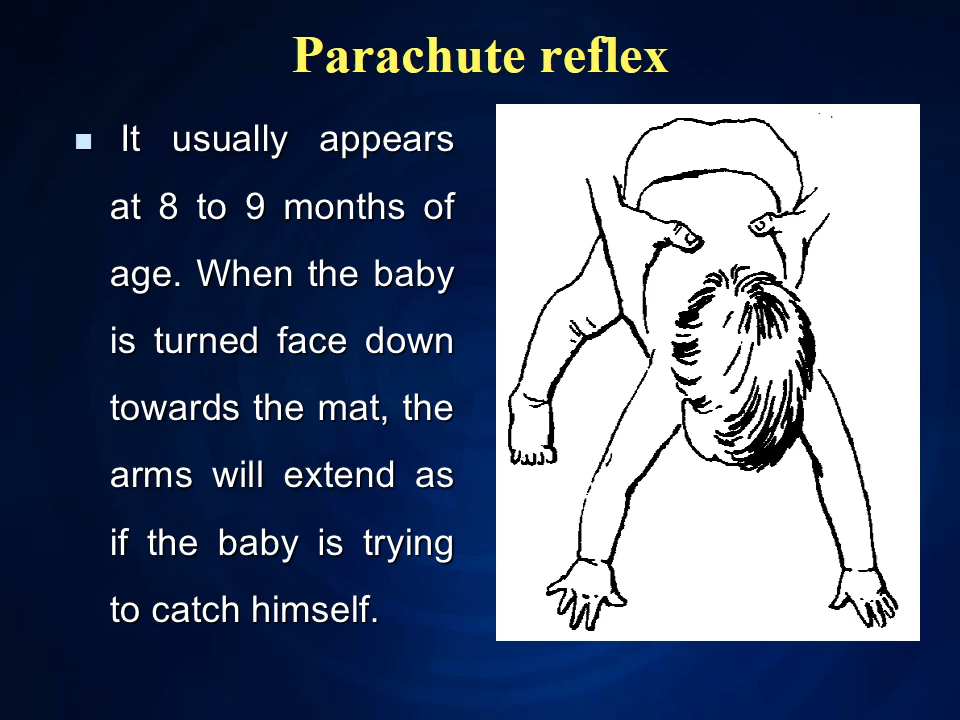 Parachute reflex
It usually appears
at 8 to 9 months of
age. When the baby
is turned face down
towards the mat, the
arms will extend as
if the baby is trying
to catch himself.